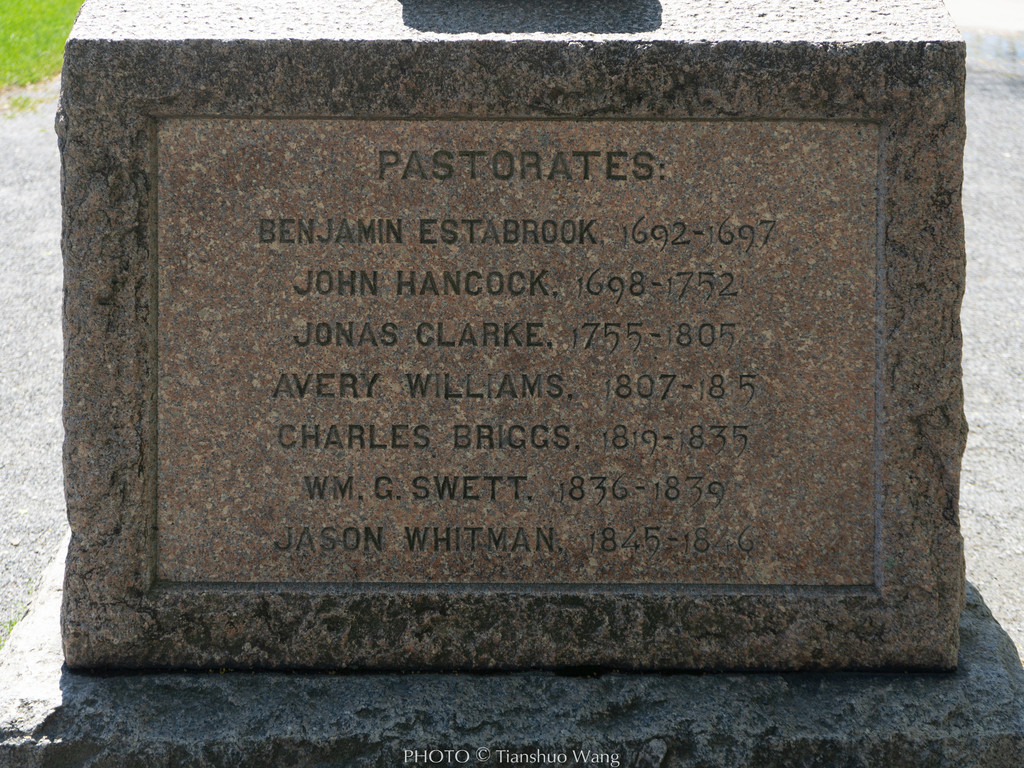 PASTORATES:
BENJAMIN ESTABROOK, 1692-1697
JOHN HANCOCK, 1698-1752
JONAS CLARKE, 1755-1805
AVERY WILLIAMS, 1807-1815
CHARLES BRIGGS, 1819-1835
WM. G. SWETT, 1836-1839
JASON WHITMAN, 1845-1846
PHOTO © Tianshuo Wang